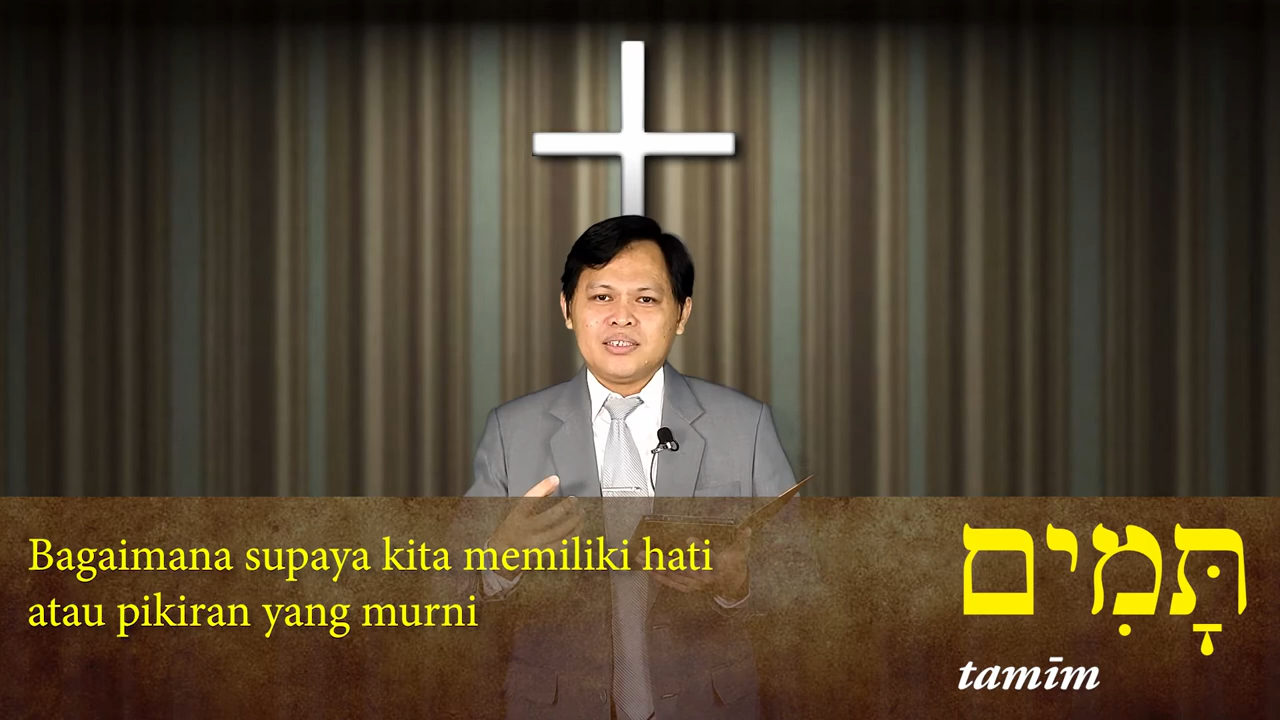 Bagaimana supaya kita memiliki hati
atau pikiran yang murni
תָּמִים
tamīm